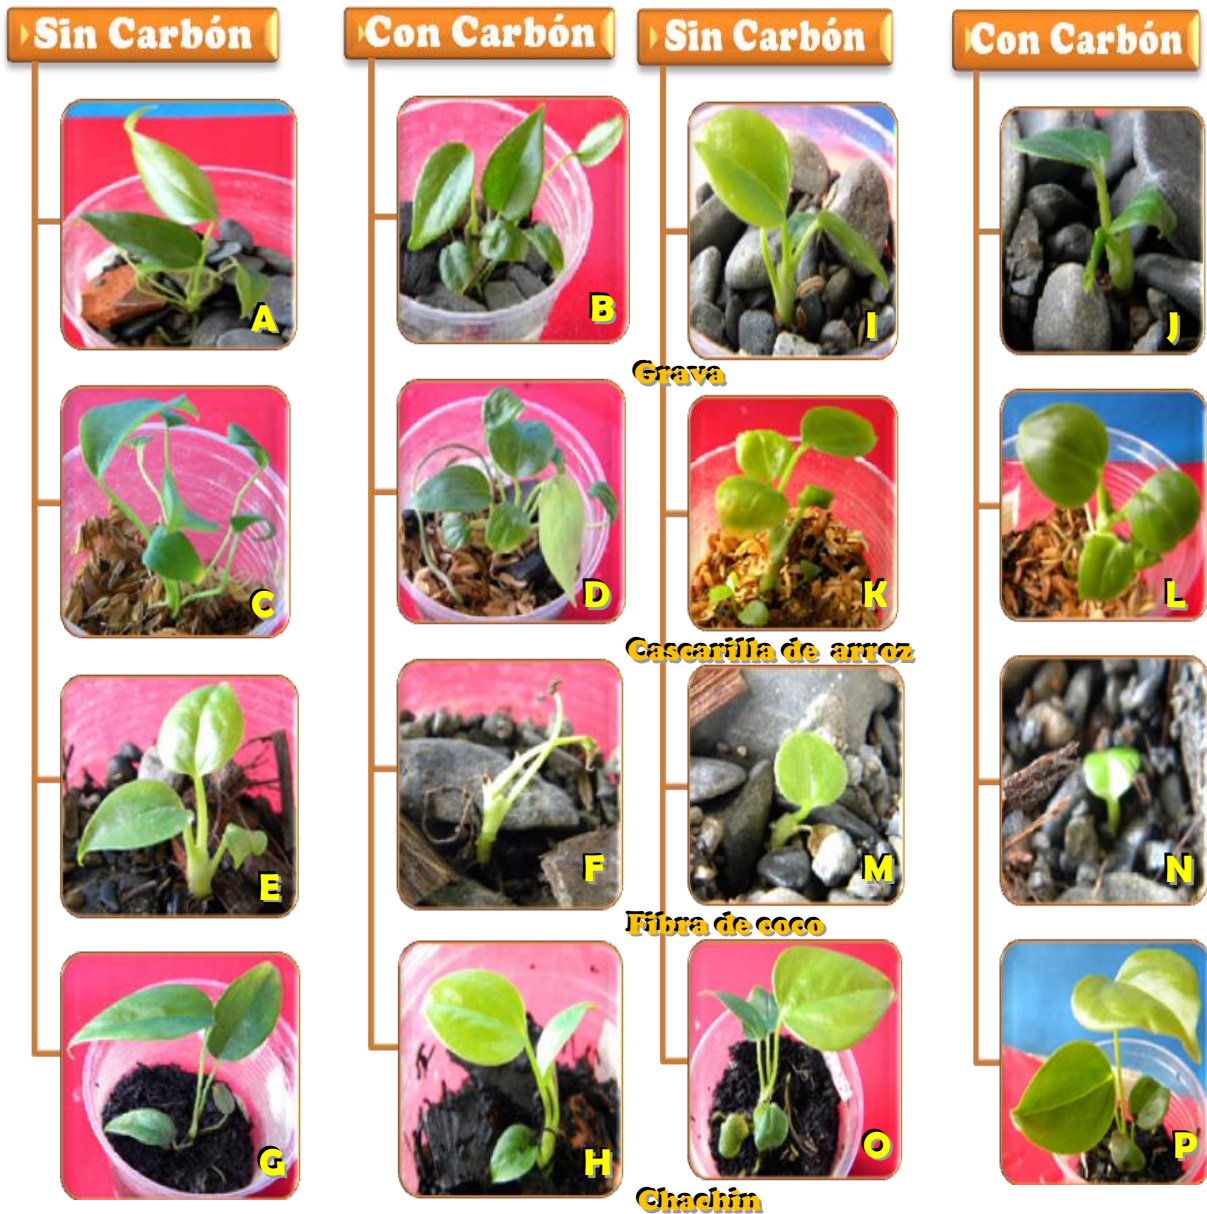 Sin Carbón
Con Carbón
Sin Carbón
Con Carbón
A
B
I
J
Grava
C
D
K
L
Cascarilla de arroz
E
F
M
N
Fibra de coco
G
H
O
P
Chachin